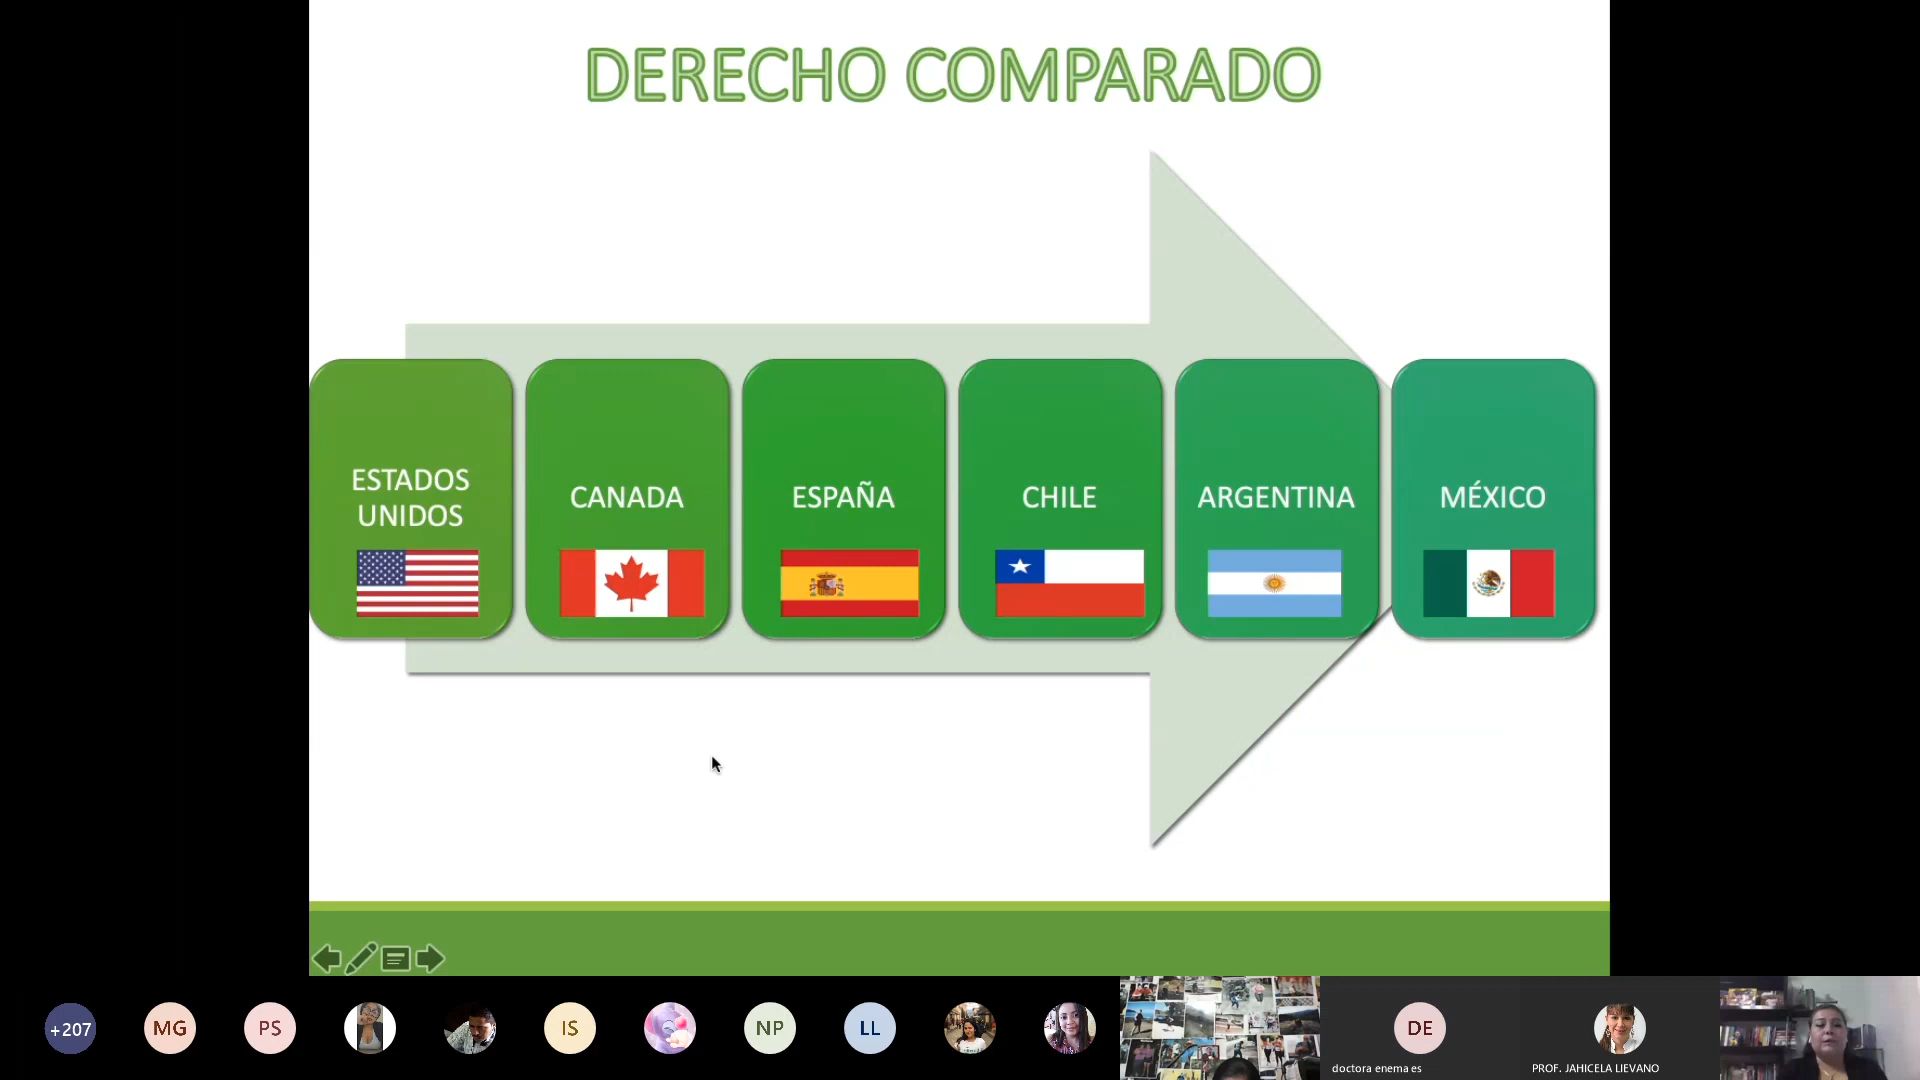 DERECHO COMPARADO
ESTADOS
UNIDOS
CANADA
ESPAÑA
CHILE
ARGENTINA
MÉXICO
+207
MG
PS
IS
NP
LL
DE
doctora enema es
PROF. JAHICELA LIEVANO